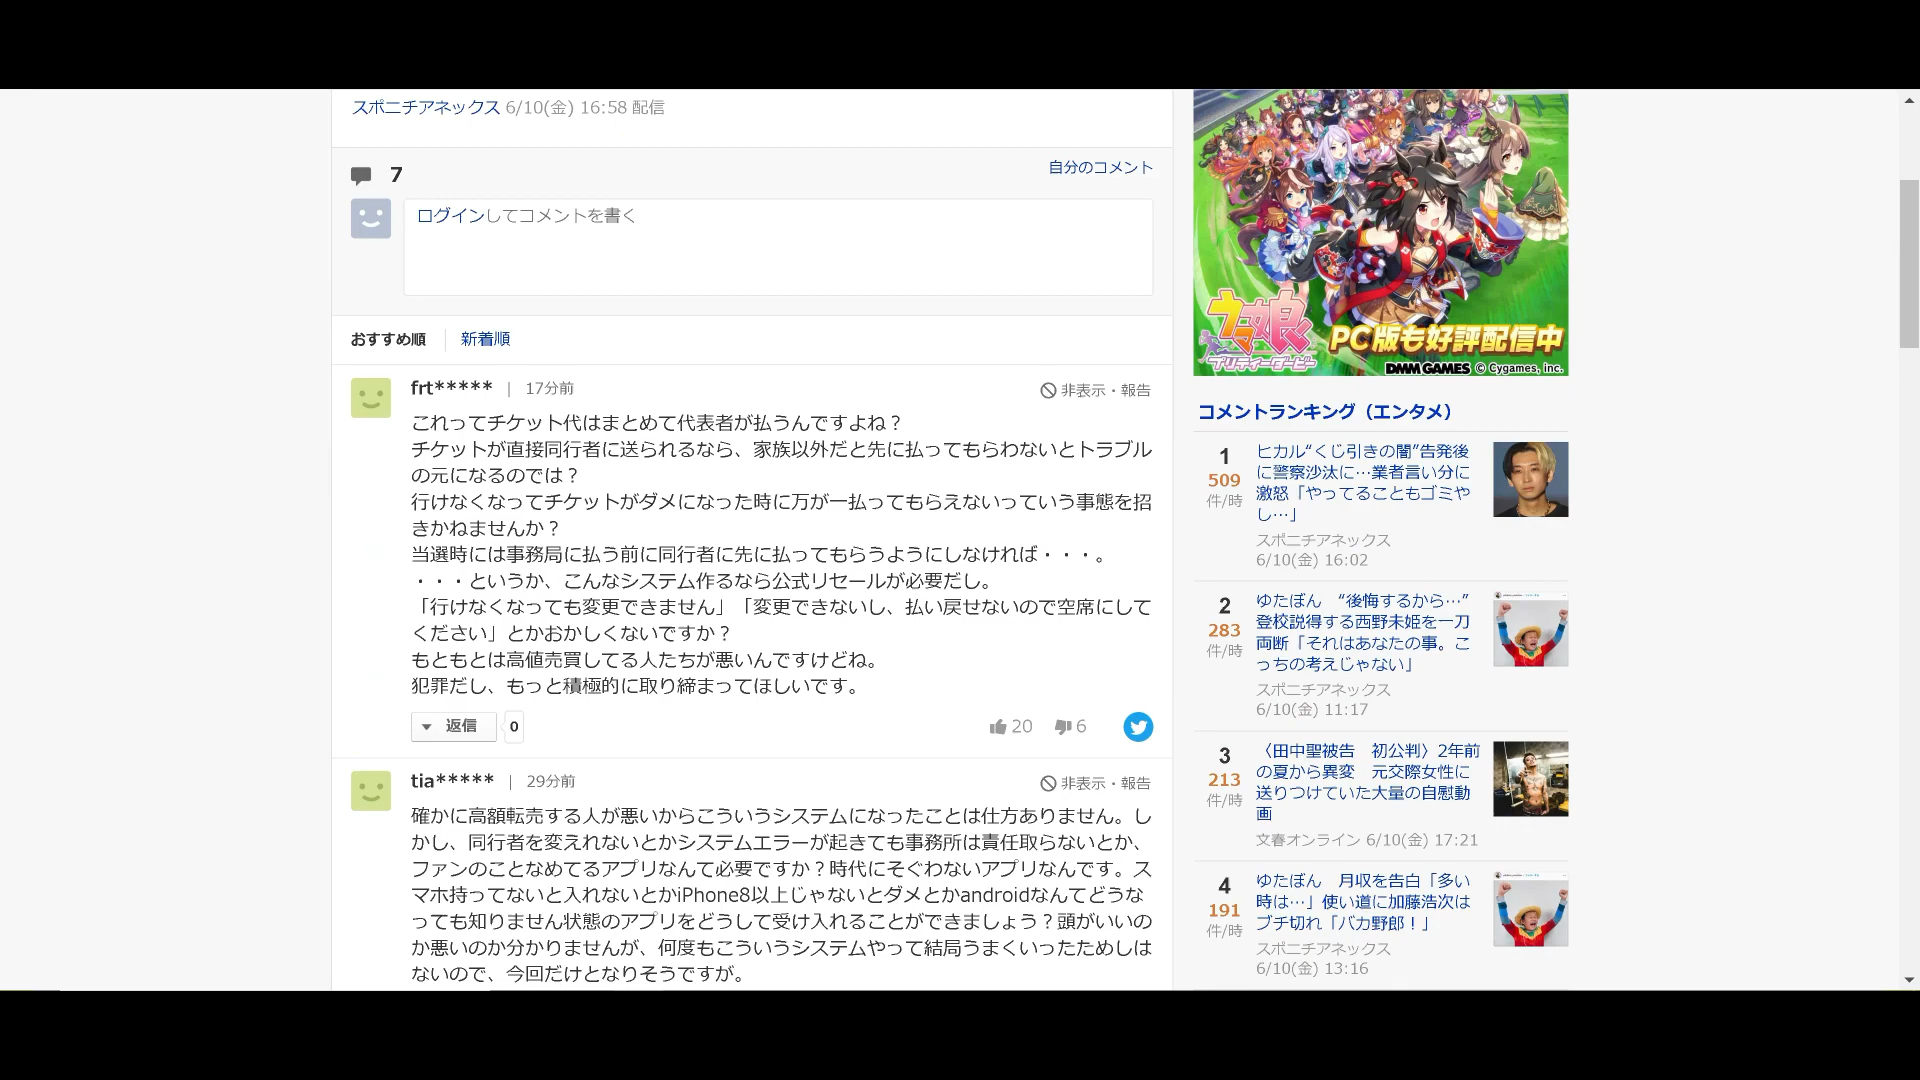 スポニチアネックス 6/10(金) 16:58 配信
7
自分のコメント
ログインしてコメントを書く
おすすめ順
新着順
frt***** | 17分前
非表示・報告
これってチケット代はまとめて代表者が払うんですよね？
チケットが直接同行者に送られるなら、家族以外だと先に払ってもらわないとトラブル
の元になるのでは？
行けなくなってチケットがダメになった時に万が一払ってもらえないっていう事態を招
きかねませんか？
当選時には事務局に払う前に同行者に先に払ってもらうようにしなければ・・・。
・・・というか、こんなシステム作るなら公式リセールが必要だし。
「行けなくなっても変更できません」「変更できないし、払い戻せないので空席にして
ください」とかおかしくないですか？
もともとは高値売買してる人たちが悪いんですけどね。
犯罪だし、もっと積極的に取り締まってほしいです。
返信
0
20
6
tia***** | 29分前
非表示・報告
確かに高額転売する人が悪いからこういうシステムになったことは仕方ありません。し
かし、同行者を変えれないとかシステムエラーが起きても事務所は責任取らないとか、
ファンのことなめてるアプリなんて必要ですか？時代にそぐわないアプリなんです。ス
マホ持ってないと入れないとかiPhone8以上じゃないとダメとかandroidなんてどうな
っても知りません状態のアプリをどうして受け入れることができましょう？頭がいいの
か悪いのか分かりませんが、何度もこういうシステムやって結局うまくいったためしは
ないので、今回だけとなりそうですが。
ウマ娘
プリティーダービー
PC版も好評配信中
DMM GAMES © Cygames, Inc.
コメントランキング（エンタメ）
1
509
件/時
ヒカル“くじ引きの闇”告発後
に警察沙汰に…業者言い分に
激怒「やってることもゴミや
し…」
スポニチアネックス
6/10(金) 16:02
2
283
件/時
ゆたぼん　“後悔するから…”
登校説得する西野未姫を一刀
両断「それはあなたの事。こ
っちの考えじゃない」
スポニチアネックス
6/10(金) 11:17
3
213
件/時
〈田中聖被告　初公判〉2年前
の夏から異変　元交際女性に
送りつけていた大量の自慰動
画
文春オンライン 6/10(金) 17:21
4
191
件/時
ゆたぼん　月収を告白「多い
時は…」使い道に加藤浩次は
ブチ切れ「バカ野郎！」
スポニチアネックス
6/10(金) 13:16